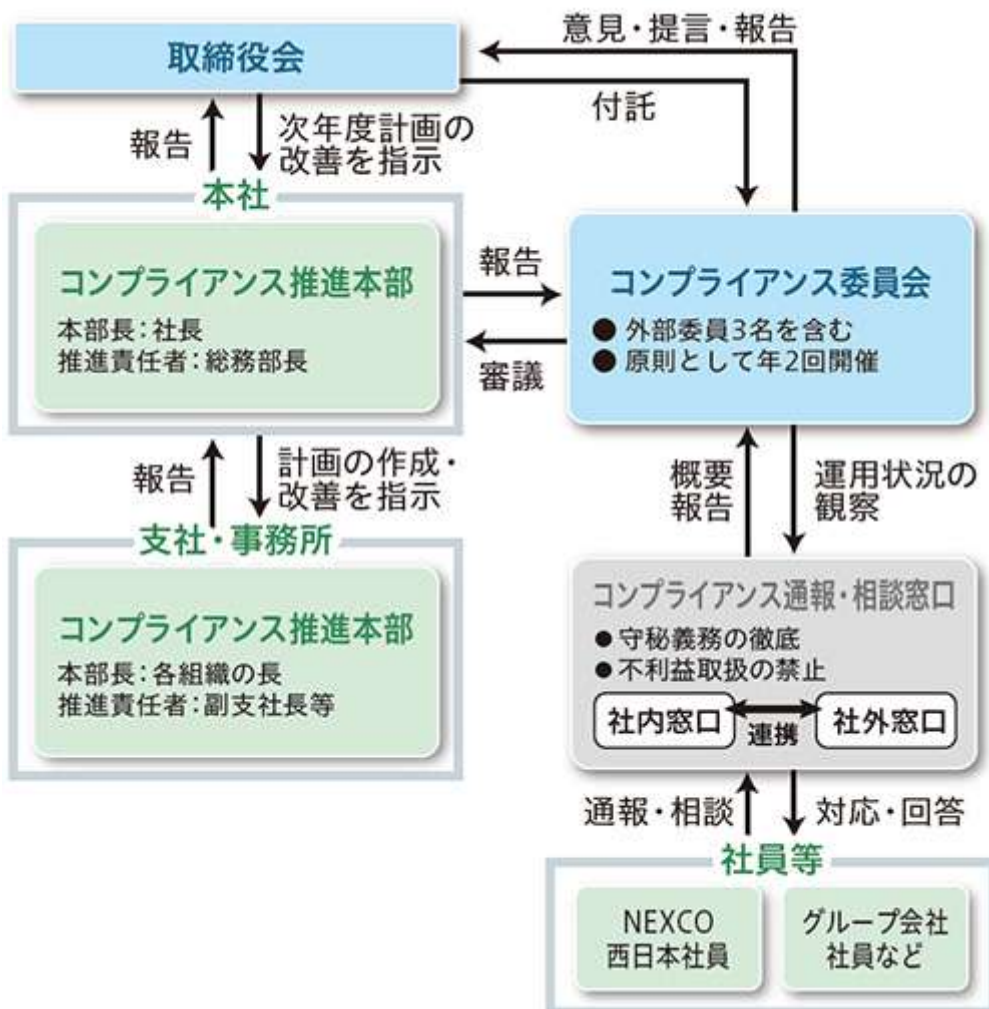 取締役会
意見・提言・報告
付託
報告
次年度計画の
改善を指示
本社
コンプライアンス推進本部
本部長:社長
推進責任者:総務部長
報告
審議
コンプライアンス委員会
● 外部委員3名を含む
● 原則として年2回開催
報告
計画の作成・
改善を指示
支社・事務所
コンプライアンス推進本部
本部長:各組織の長
推進責任者:副支社長等
概要
報告
運用状況の
観察
コンプライアンス通報・相談窓口
● 守秘義務の徹底
● 不利益取扱の禁止
社内窓口
連携
社外窓口
通報・相談
対応・回答
社員等
NEXCO
西日本社員
グループ会社
社員など